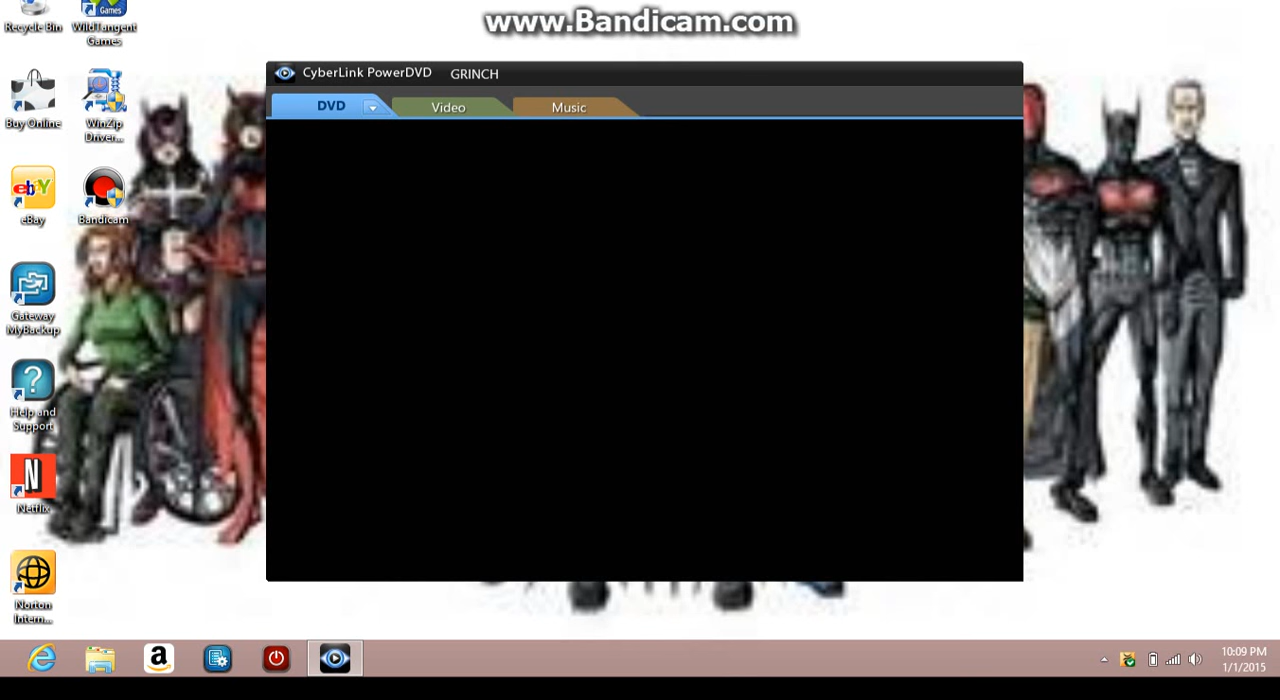 www.Bandicam.com
Recycle Bin
Games
WildTangent
Games
CyberLink PowerDVD GRINCH
DVD Video Music
Buy Online
WinZip
Driver...
ebay
eBay
Bandicam
Gateway
MyBackup
?
Help and
Support
N
Netflix
Norton
Intern...
a
10:09 PM
1/1/2015